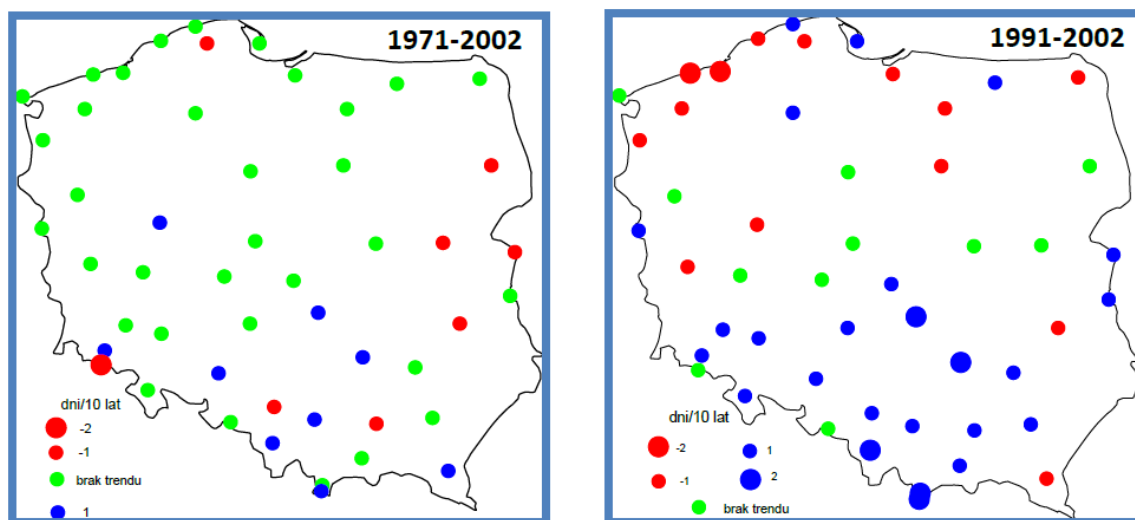 1971-2002
dni/10 lat
-2
-1
brak trendu
1
1991-2002
dni/10 lat
-2
1
-1
2
brak trendu